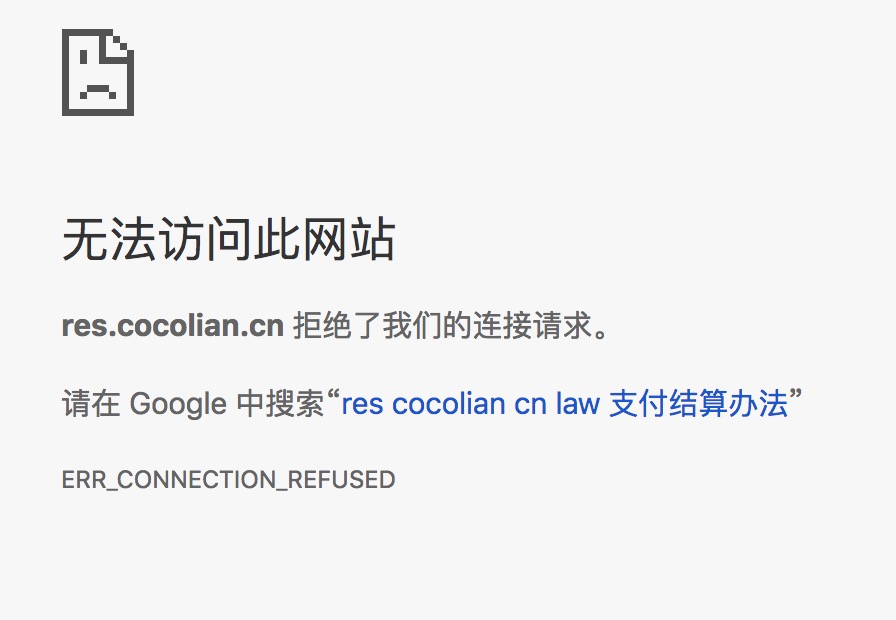 无法访问此网站
res.cocolian.cn 拒绝了我们的连接请求。
请在 Google 中搜索“res cocolian cn law 支付结算办法”
ERR_CONNECTION_REFUSED